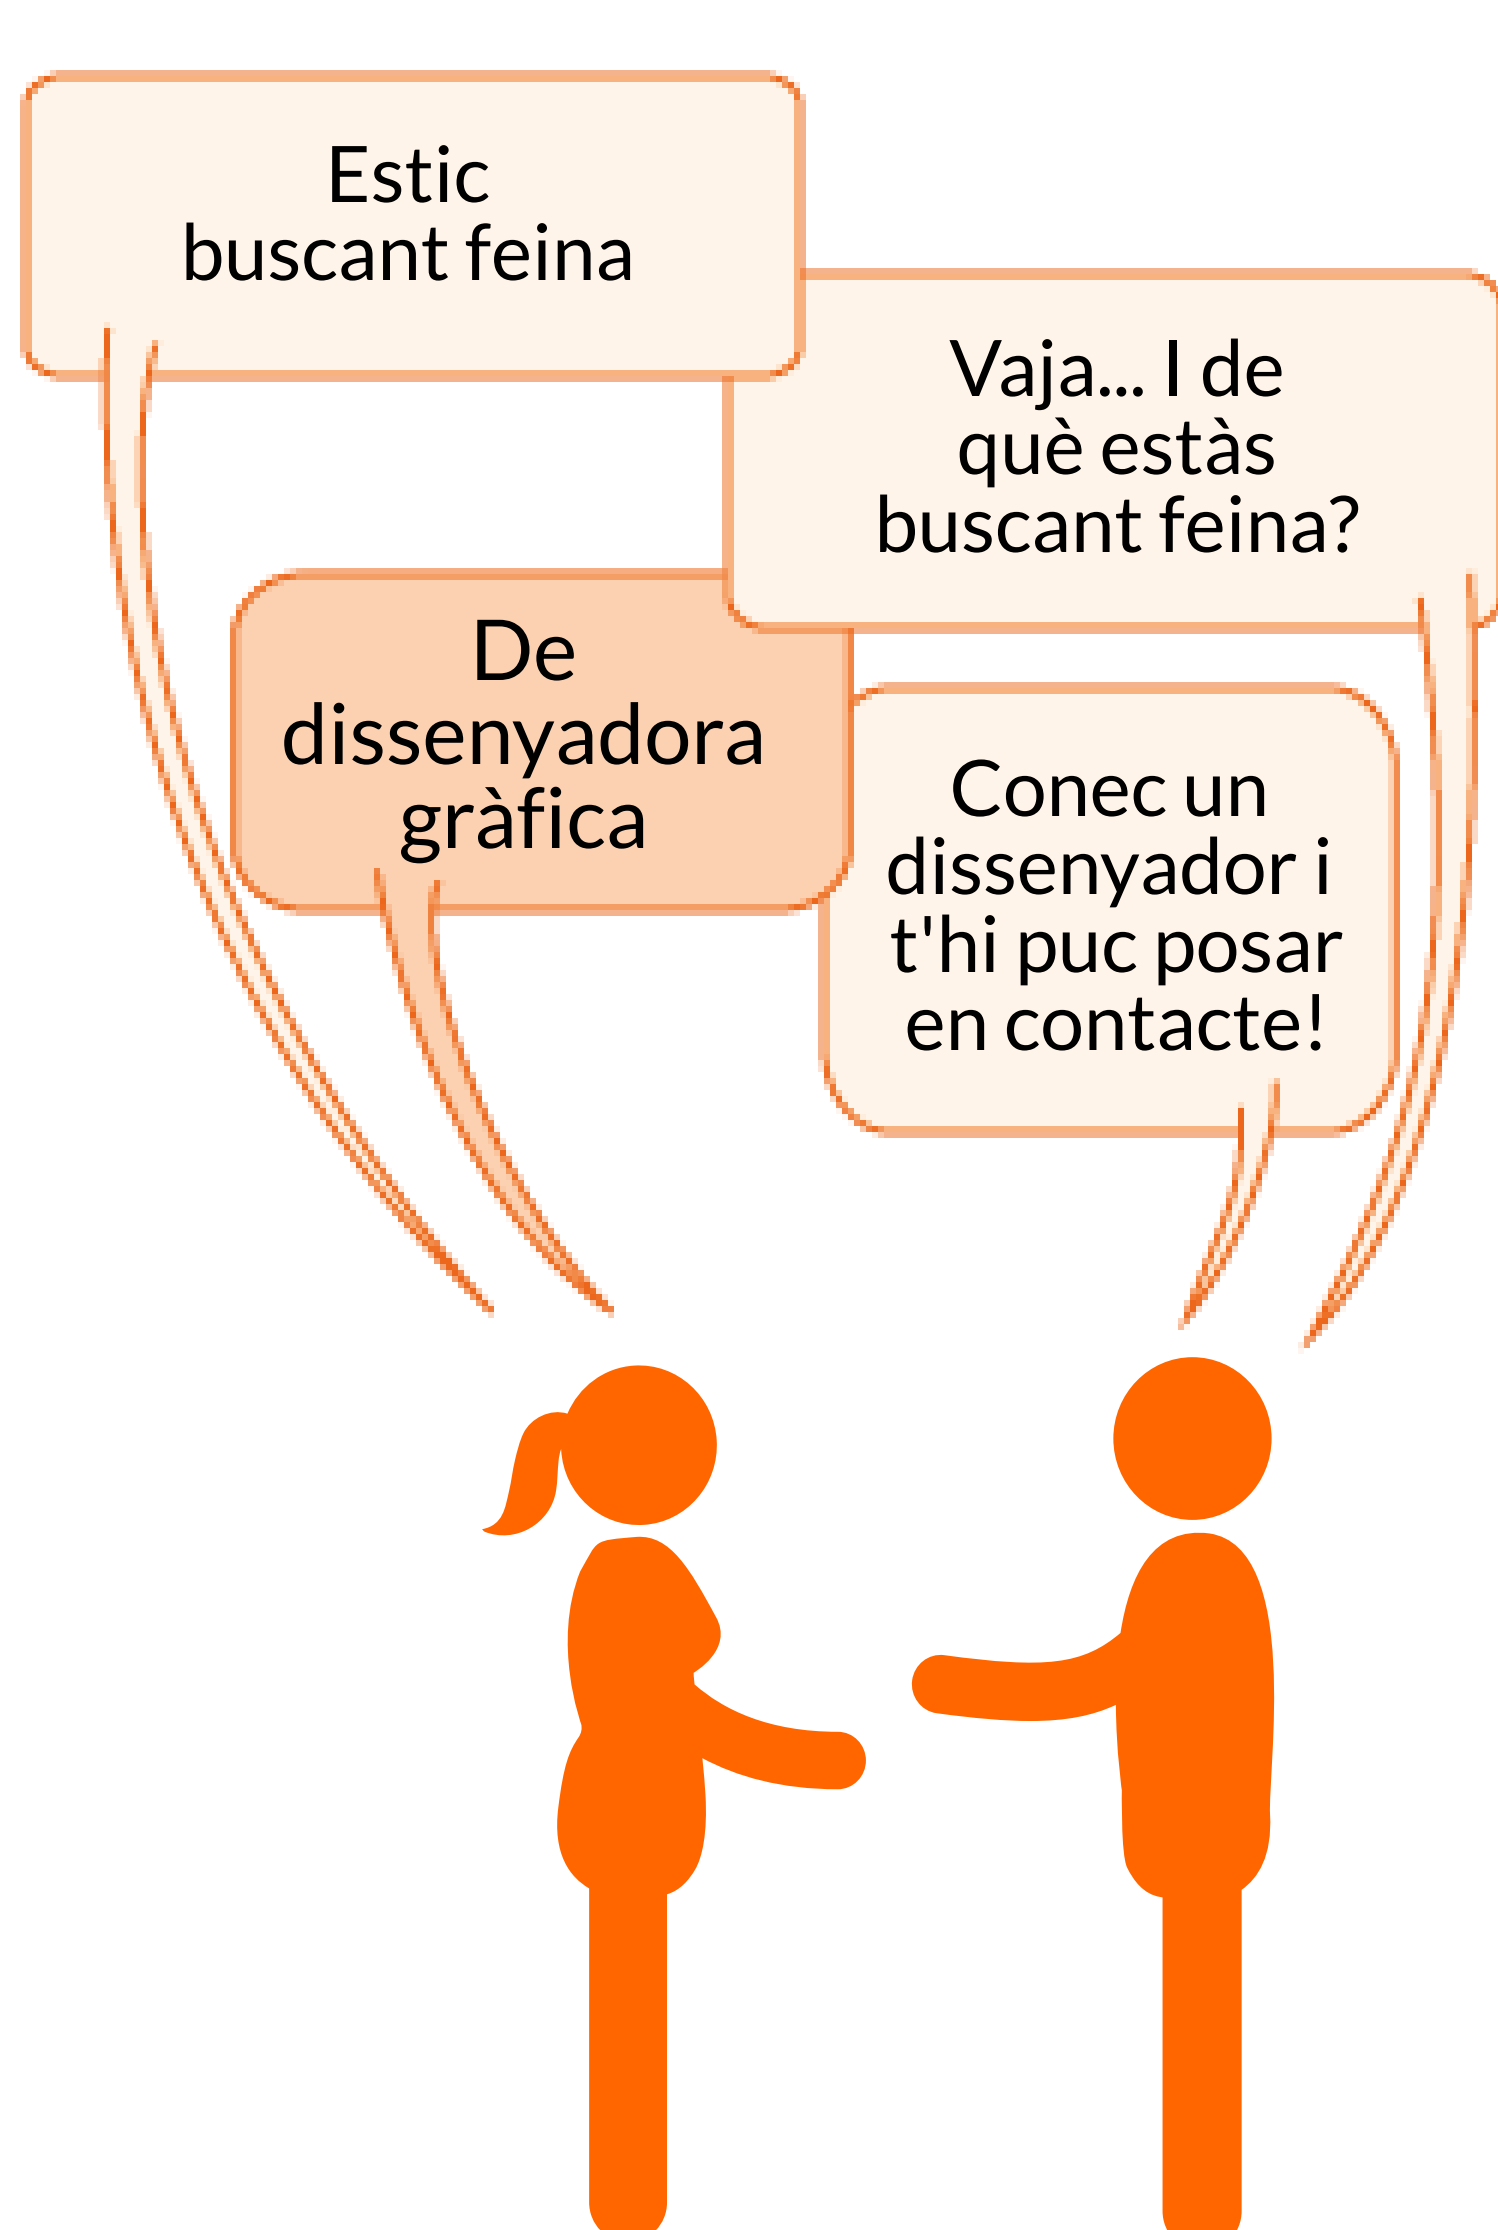 Estic
buscant feina
Vaja... I de
què estàs
buscant feina?
De
dissenyadora
gràfica
Conec un
dissenyador i
t'hi puc posar
en contacte!